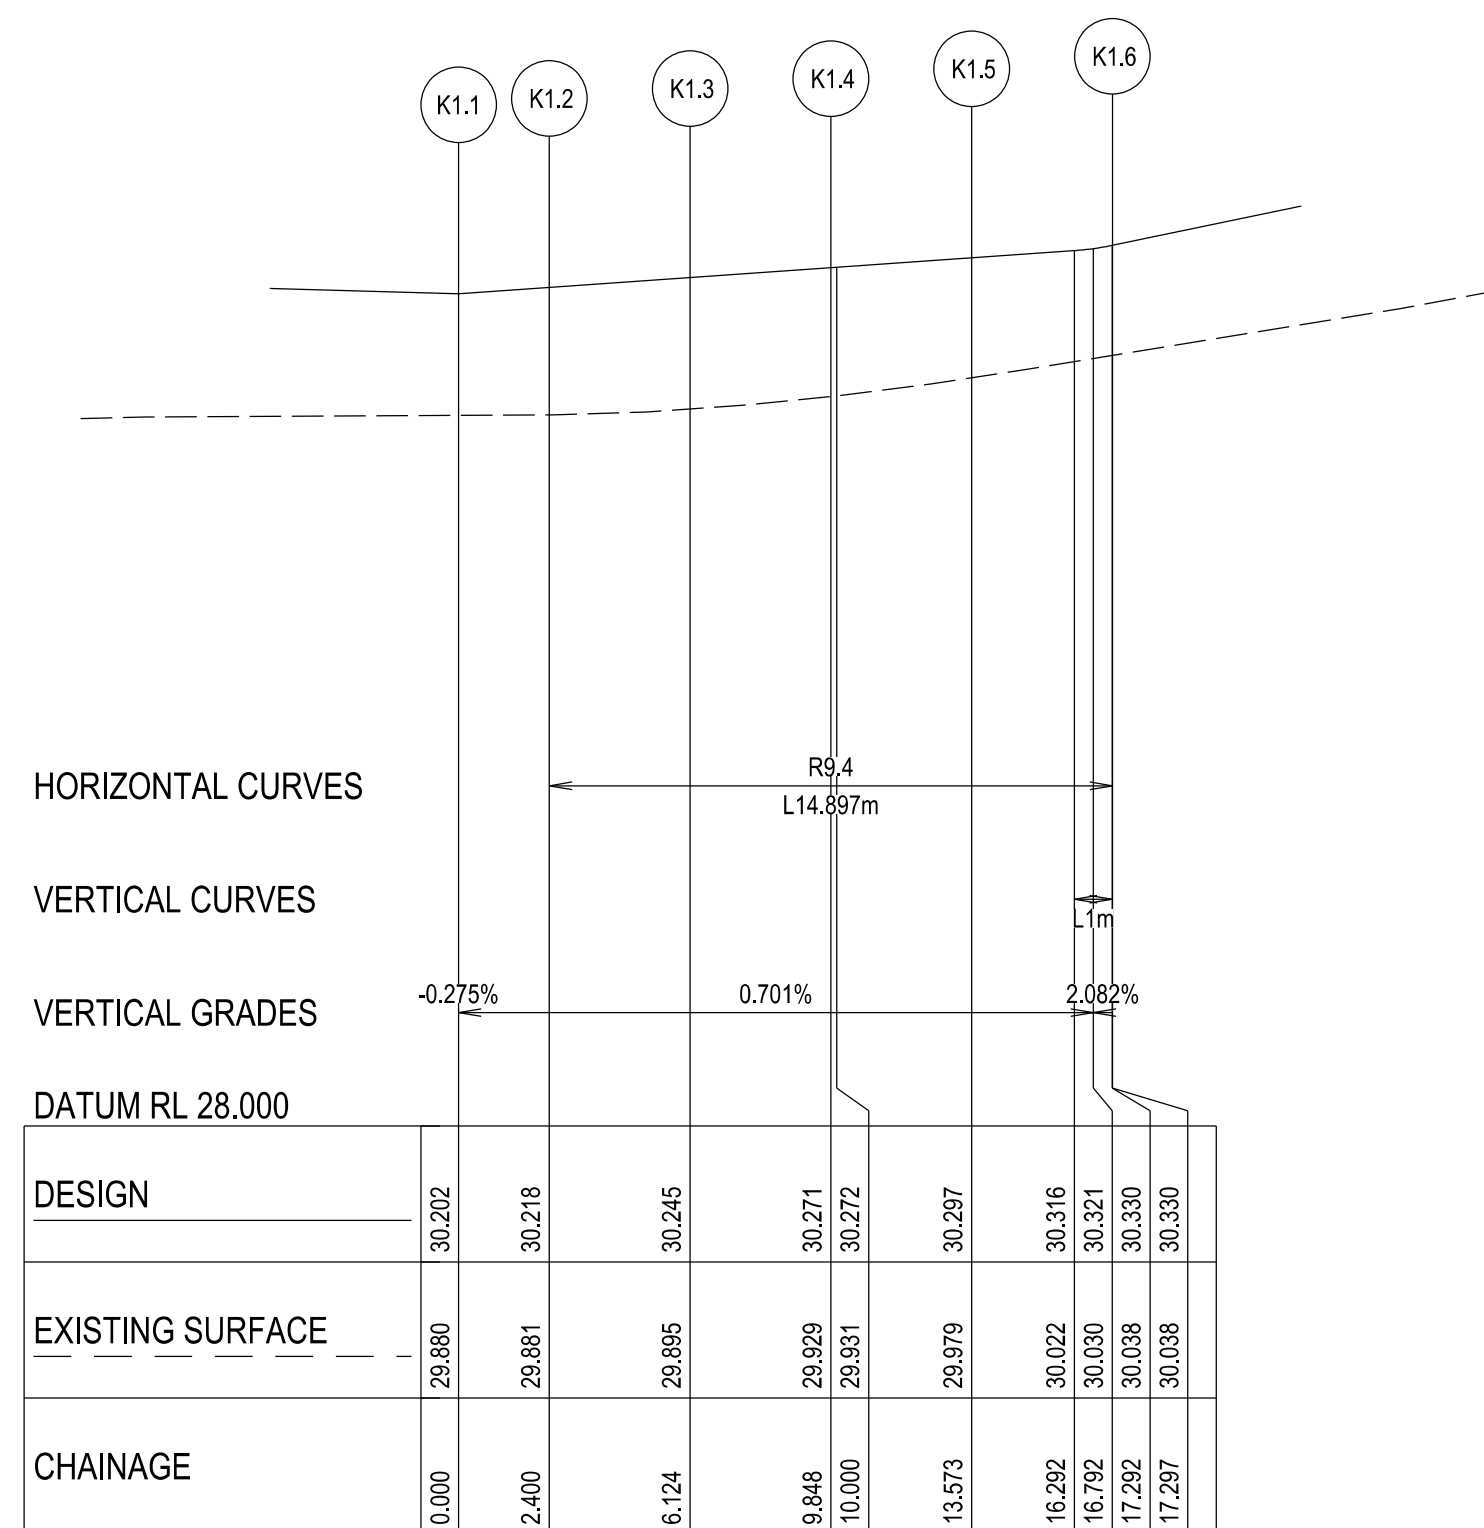 K1.1 K1.2 K1.3 K1.4 K1.5 K1.6
HORIZONTAL CURVES
R9.4
L14.897m
VERTICAL CURVES
L1m
VERTICAL GRADES
-0.275% 0.701% 2.082%
DATUM RL 28.000
DESIGN 30.202 30.218 30.245 30.271 30.272 30.297 30.316 30.321 30.330 30.330
EXISTING SURFACE 29.880 29.881 29.895 29.929 29.931 29.979 30.022 30.030 30.038 30.038
CHAINAGE 0.000 2.400 6.124 9.848 10.000 13.573 16.292 16.792 17.292 17.297